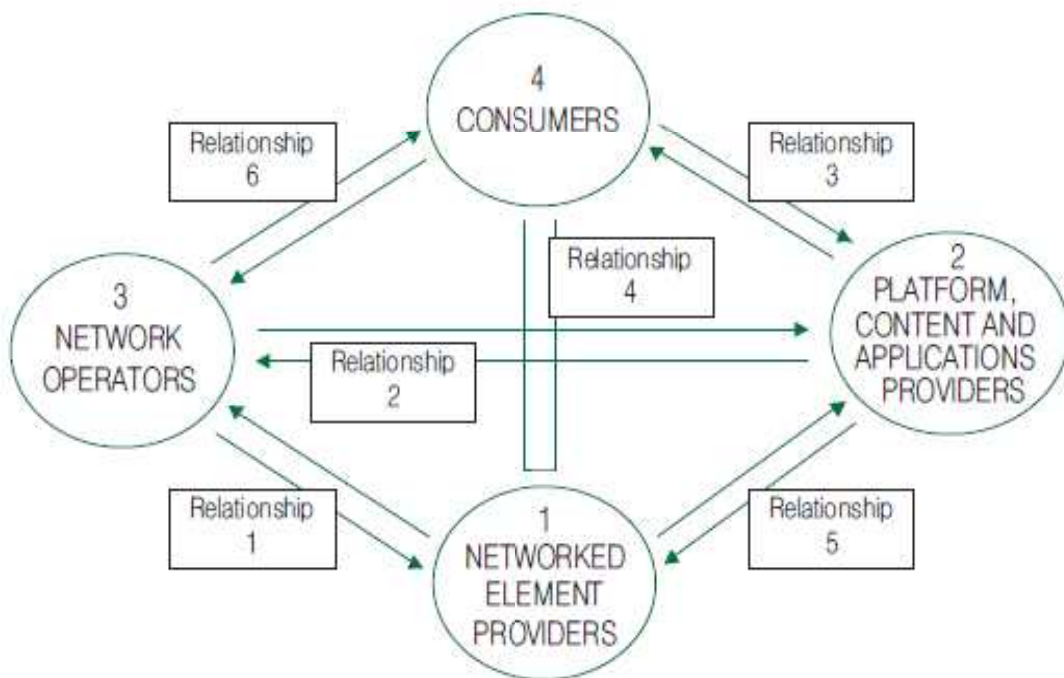 4
CONSUMERS
Relationship
6
Relationship
3
Relationship
4
3
NETWORK
OPERATORS
2
PLATFORM,
CONTENT AND
APPLICATIONS
PROVIDERS
Relationship
2
Relationship
1
1
NETWORKED
ELEMENT
PROVIDERS
Relationship
5